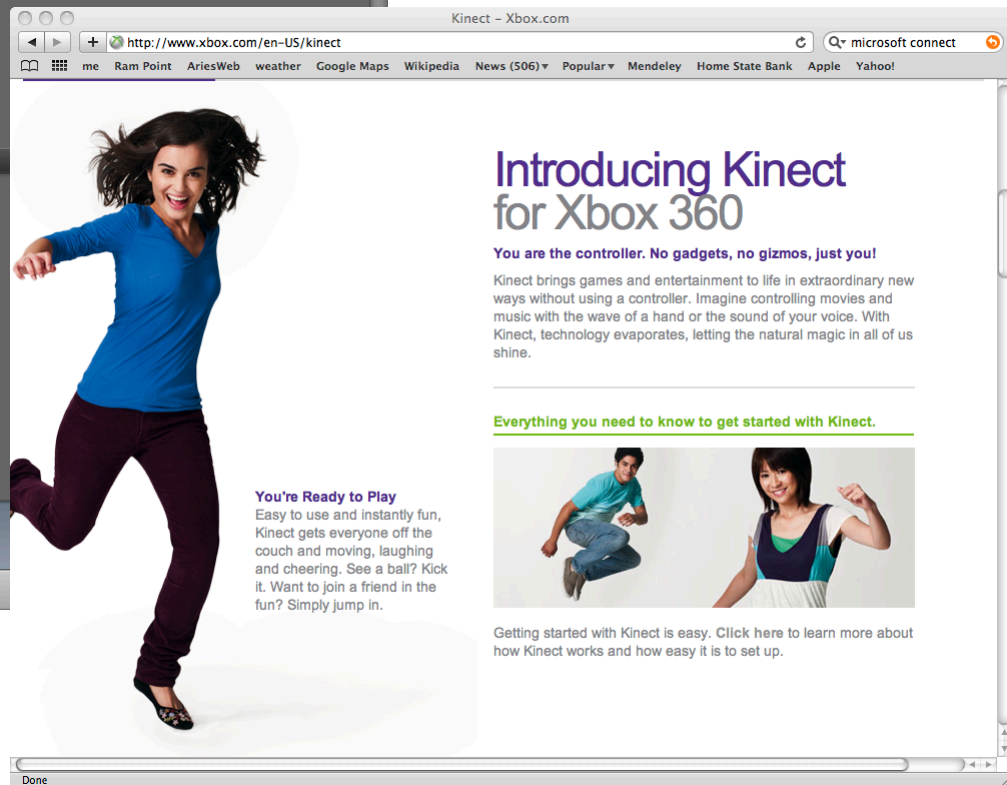 Kinect – Xbox.com
http://www.xbox.com/en-US/kinect
microsoft connect
me Ram Point AriesWeb weather Google Maps Wikipedia News (506) Popular Mendeley Home State Bank Apple Yahoo!
Introducing Kinect
for Xbox 360
You are the controller. No gadgets, no gizmos, just you!
Kinect brings games and entertainment to life in extraordinary new
ways without using a controller. Imagine controlling movies and
music with the wave of a hand or the sound of your voice. With
Kinect, technology evaporates, letting the natural magic in all of us
shine.
Everything you need to know to get started with Kinect.
You're Ready to Play
Easy to use and instantly fun,
Kinect gets everyone off the
couch and moving, laughing
and cheering. See a ball? Kick
it. Want to join a friend in the
fun? Simply jump in.
Getting started with Kinect is easy. Click here to learn more about
how Kinect works and how easy it is to set up.
Done